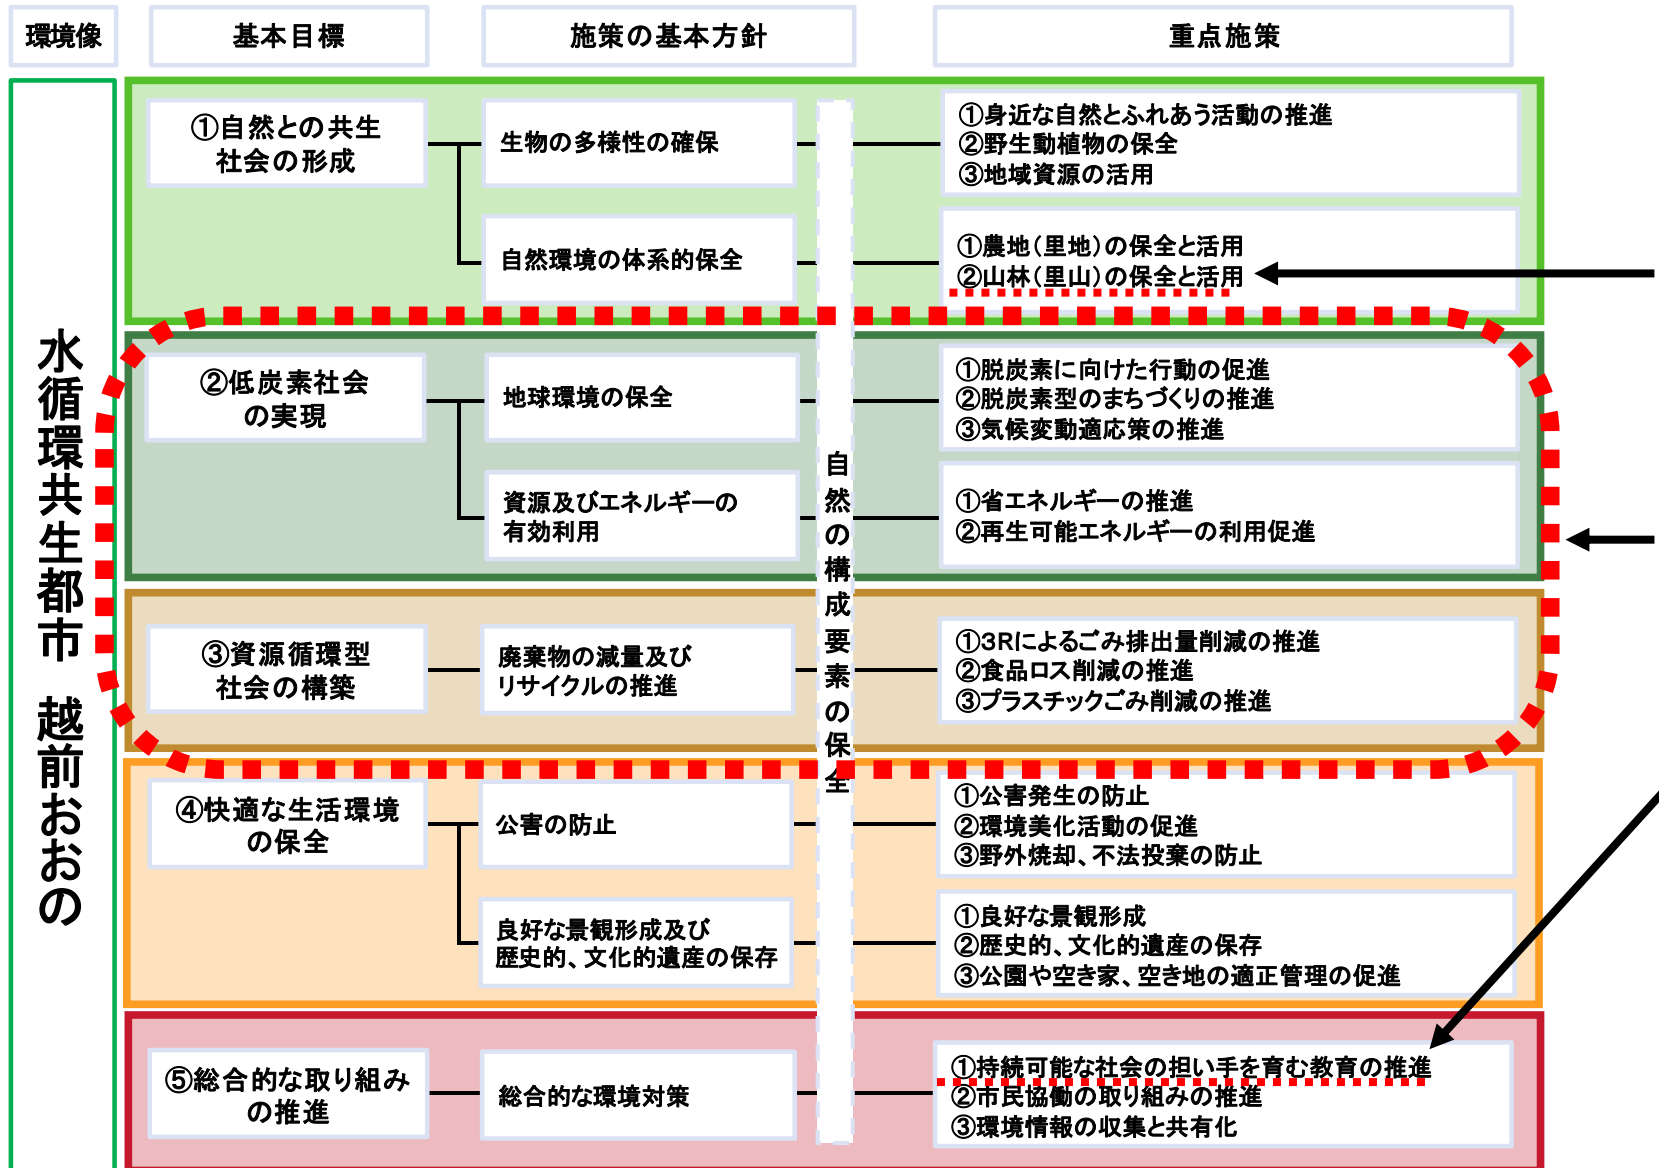 環境像
基本目標
施策の基本方針
重点施策
水循環共生都市 越前おおの
①自然との共生
社会の形成
生物の多様性の確保
①身近な自然とふれあう活動の推進
②野生動植物の保全
③地域資源の活用
自然環境の体系的保全
①農地(里地)の保全と活用
②山林(里山)の保全と活用
②低炭素社会
の実現
地球環境の保全
①脱炭素に向けた行動の促進
②脱炭素型のまちづくりの推進
③気候変動適応策の推進
資源及びエネルギーの
有効利用
①省エネルギーの推進
②再生可能エネルギーの利用促進
自然の構成要素の保全
③資源循環型
社会の構築
廃棄物の減量及び
リサイクルの推進
①3Rによるごみ排出量削減の推進
②食品ロス削減の推進
③プラスチックごみ削減の推進
④快適な生活環境
の保全
公害の防止
①公害発生の防止
②環境美化活動の促進
③野外焼却、不法投棄の防止
良好な景観形成及び
歴史的、文化的遺産の保存
①良好な景観形成
②歴史的、文化的遺産の保存
③公園や空き家、空き地の適正管理の促進
⑤総合的な取り組み
の推進
総合的な環境対策
①持続可能な社会の担い手を育む教育の推進
②市民協働の取り組みの推進
③環境情報の収集と共有化